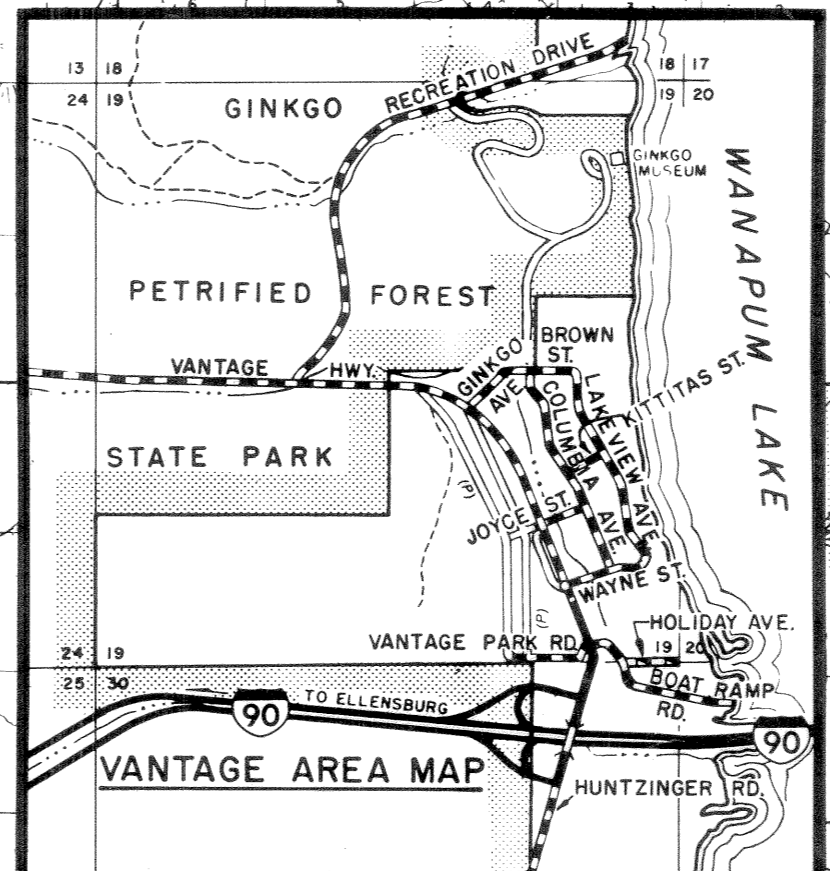 13 18
18 17
24 19
19 20
GINKGO
RECREATION DRIVE
GINKGO
MUSEUM
WANAPUM LAKE
PETRIFIED FOREST
BROWN
ST.
VANTAGE HWY.
GINKGO
AVE
KITTITAS ST.
COLUMBIA
AVE.
LAKEVIEW
AVE
STATE PARK
(P)
JOYCE ST.
WAYNE ST.
(P)
HOLIDAY AVE.
VANTAGE PARK RD.
24 19
19 20
25 30
BOAT RAMP
RD.
TO ELLENSBURG
90
90
VANTAGE AREA MAP
HUNTZINGER RD.